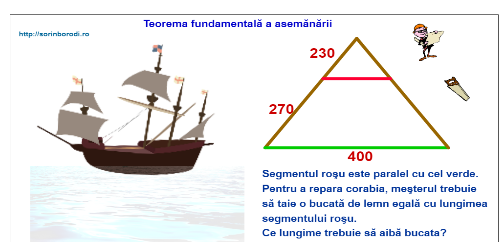 Teorema fundamentală a asemănării
http://sorinborodi.ro
230
270
400
Segmentul roşu este paralel cu cel verde.
Pentru a repara corabia, meşterul trebuie
să taie o bucată de lemn egală cu lungimea
segmentului roşu.
Ce lungime trebuie să aibă bucata?